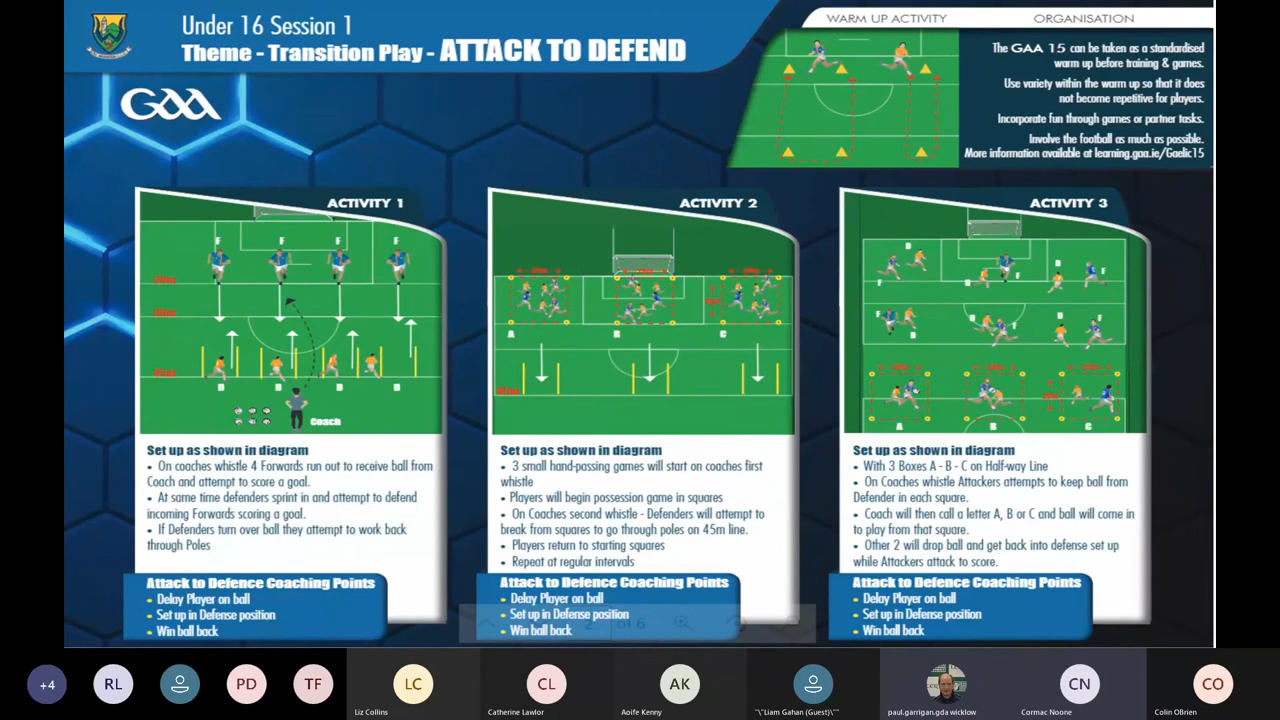 Under 16 Session 1
Theme - Transition Play - ATTACK TO DEFEND
GAA
WARM UP ACTIVITY
ORGANISATION
The GAA 15 can be taken as a standardised
warm up before training & games.
Use variety within the warm up so that it does
not become repetitive for players.
Incorporate fun through games or partner tasks.
Involve the football as much as possible.
More information available at learning.gaa.ie/Gaelic15
ACTIVITY 1
F F F F
D D D D
Coach
Set up as shown in diagram
• On coaches whistle 4 Forwards run out to receive ball from
Coach and attempt to score a goal.
• At same time defenders sprint in and attempt to defend
incoming Forwards scoring a goal.
• If Defenders turn over ball they attempt to work back
through Poles
Attack to Defence Coaching Points
• Delay Player on ball
• Set up in Defense position
• Win ball back
ACTIVITY 2
A B C
Set up as shown in diagram
• 3 small hand-passing games will start on coaches first
whistle
• Players will begin possession game in squares
• On Coaches second whistle - Defenders will attempt to
break from squares to go through poles on 45m line.
• Players return to starting squares
• Repeat at regular intervals
Attack to Defence Coaching Points
• Delay Player on ball
• Set up in Defense position
• Win ball back
2 of 6
ACTIVITY 3
D D
F D F F
F D F D
D F
A B C
Set up as shown in diagram
• With 3 Boxes A - B - C on Half-way Line
• On Coaches whistle Attackers attempts to keep ball from
Defender in each square.
• Coach will then call a letter A, B or C and ball will come in
to play from that square.
• Other 2 will drop ball and get back into defense set up
while Attackers attack to score.
Attack to Defence Coaching Points
• Delay Player on ball
• Set up in Defense position
• Win ball back
+4 RL PD TF LC CL AK CN CO
Liz Collins
Catherine Lawlor
Aoife Kenny
"\"Liam Gahan (Guest)\""
paul.garrigan.gda wicklow
Cormac Noone
Colin OBrien